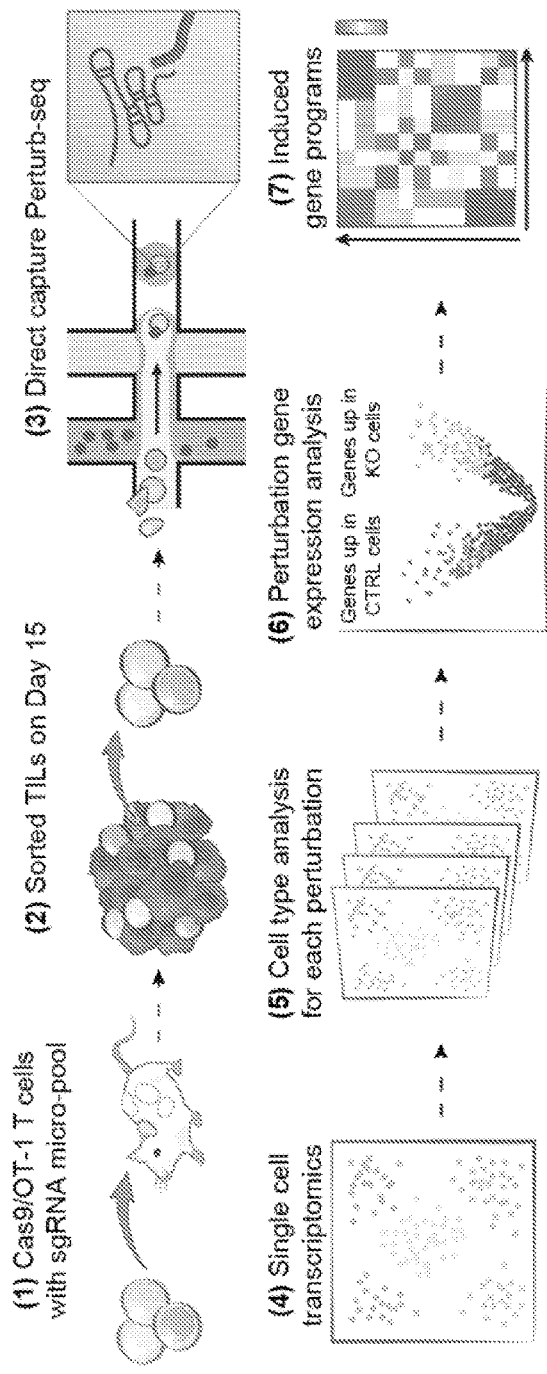 (1) Cas9/OT-1 T cells
with sgRNA micro-pool
(2) Sorted TILs on Day 15
(3) Direct capture Perturb-seq
(4) Single cell
transcriptomics
(5) Cell type analysis
for each perturbation
(6) Perturbation gene
expression analysis
Genes up in
CTRL cells
Genes up in
KO cells
(7) Induced
gene programs